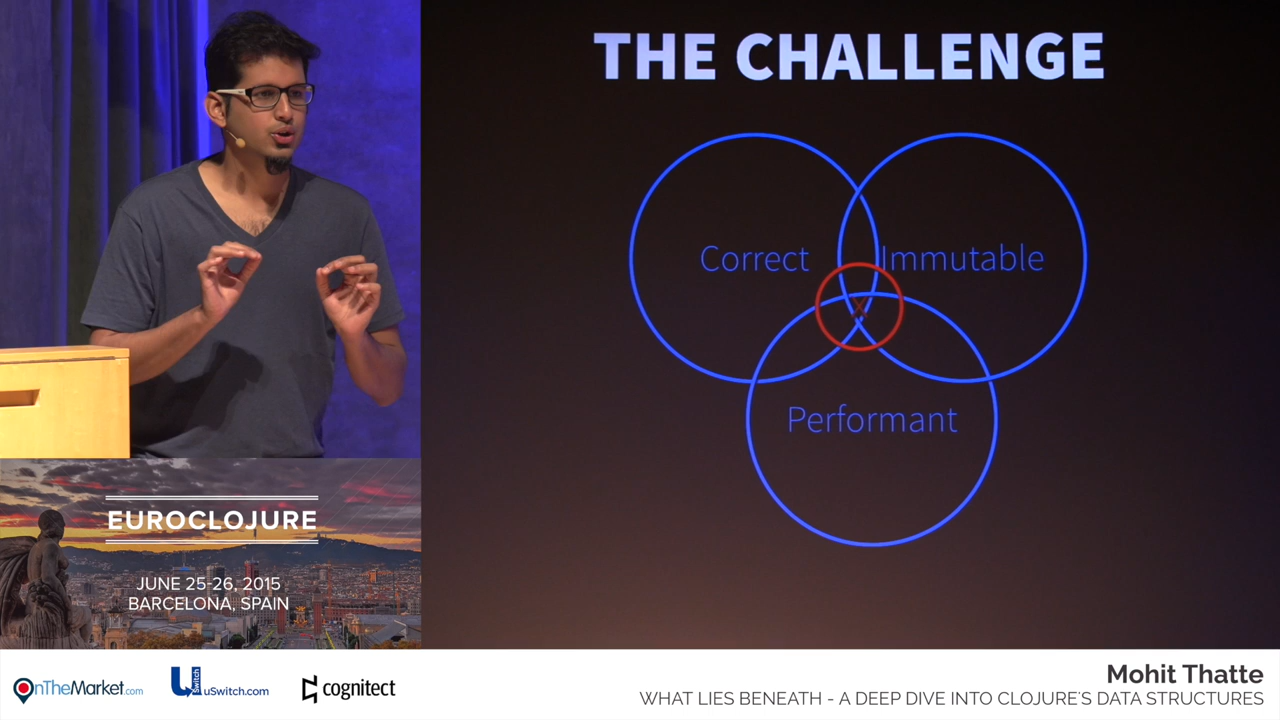 THE CHALLENGE
Correct
Immutable
Performant
X
EUROCLOJURE
JUNE 25-26, 2015
BARCELONA, SPAIN
OnTheMarket.com
uSwitch
uSwitch.com
cognitect
Mohit Thatte
WHAT LIES BENEATH - A DEEP DIVE INTO CLOJURE'S DATA STRUCTURES